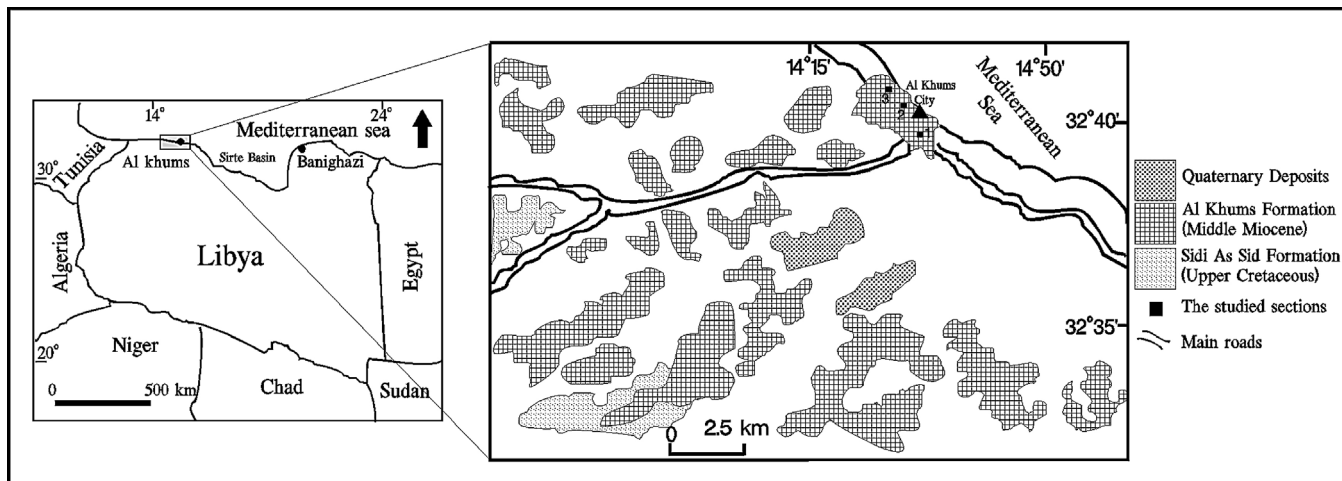 14°
24°
Mediterranean sea
Tunisia
Al khums
Sirte Basin
Banighazi
30°
Algeria
Libya
Egypt
20°
Niger
Chad
Sudan
0 500 km
14°15'
14°50'
Mediterranean
Sea
Al Khums
City
3
2
1
32°40'
32°35'
0 2.5 km
Quaternary Deposits
Al Khums Formation
(Middle Miocene)
Sidi As Sid Formation
(Upper Cretaceous)
The studied sections
Main roads